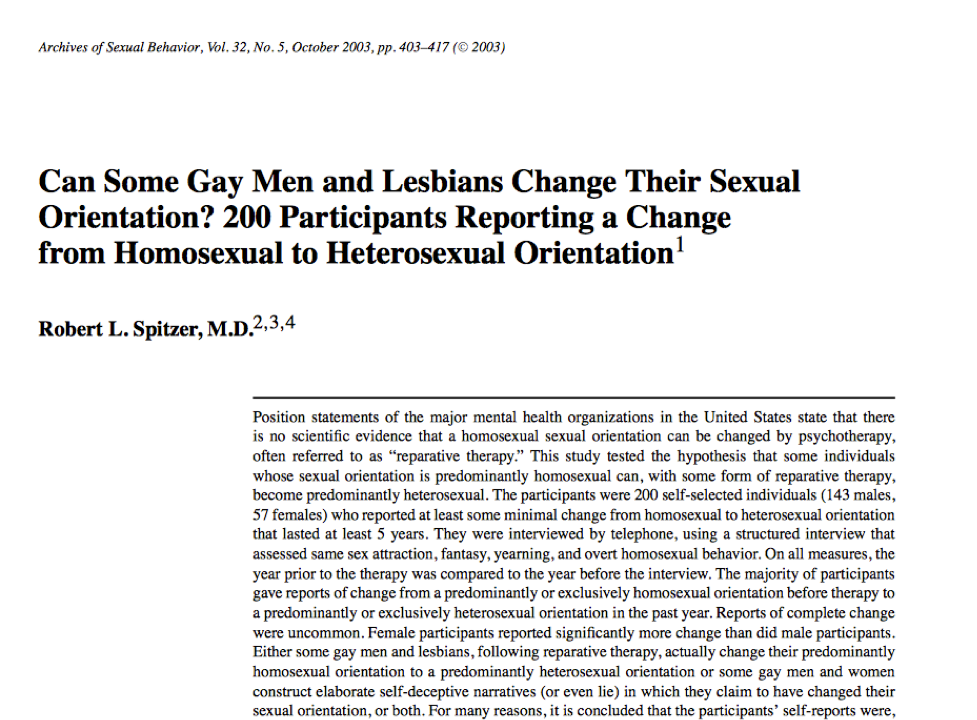 Archives of Sexual Behavior, Vol. 32, No. 5, October 2003, pp. 403–417 (© 2003)
Can Some Gay Men and Lesbians Change Their Sexual
Orientation? 200 Participants Reporting a Change
from Homosexual to Heterosexual Orientation1
Robert L. Spitzer, M.D.2,3,4
Position statements of the major mental health organizations in the United States state that there
is no scientific evidence that a homosexual sexual orientation can be changed by psychotherapy,
often referred to as “reparative therapy.” This study tested the hypothesis that some individuals
whose sexual orientation is predominantly homosexual can, with some form of reparative therapy,
become predominantly heterosexual. The participants were 200 self-selected individuals (143 males,
57 females) who reported at least some minimal change from homosexual to heterosexual orientation
that lasted at least 5 years. They were interviewed by telephone, using a structured interview that
assessed same sex attraction, fantasy, yearning, and overt homosexual behavior. On all measures, the
year prior to the therapy was compared to the year before the interview. The majority of participants
gave reports of change from a predominantly or exclusively homosexual orientation before therapy to
a predominantly or exclusively heterosexual orientation in the past year. Reports of complete change
were uncommon. Female participants reported significantly more change than did male participants.
Either some gay men and lesbians, following reparative therapy, actually change their predominantly
homosexual orientation to a predominantly heterosexual orientation or some gay men and women
construct elaborate self-deceptive narratives (or even lie) in which they claim to have changed their
sexual orientation, or both. For many reasons, it is concluded that the participants’ self-reports were,